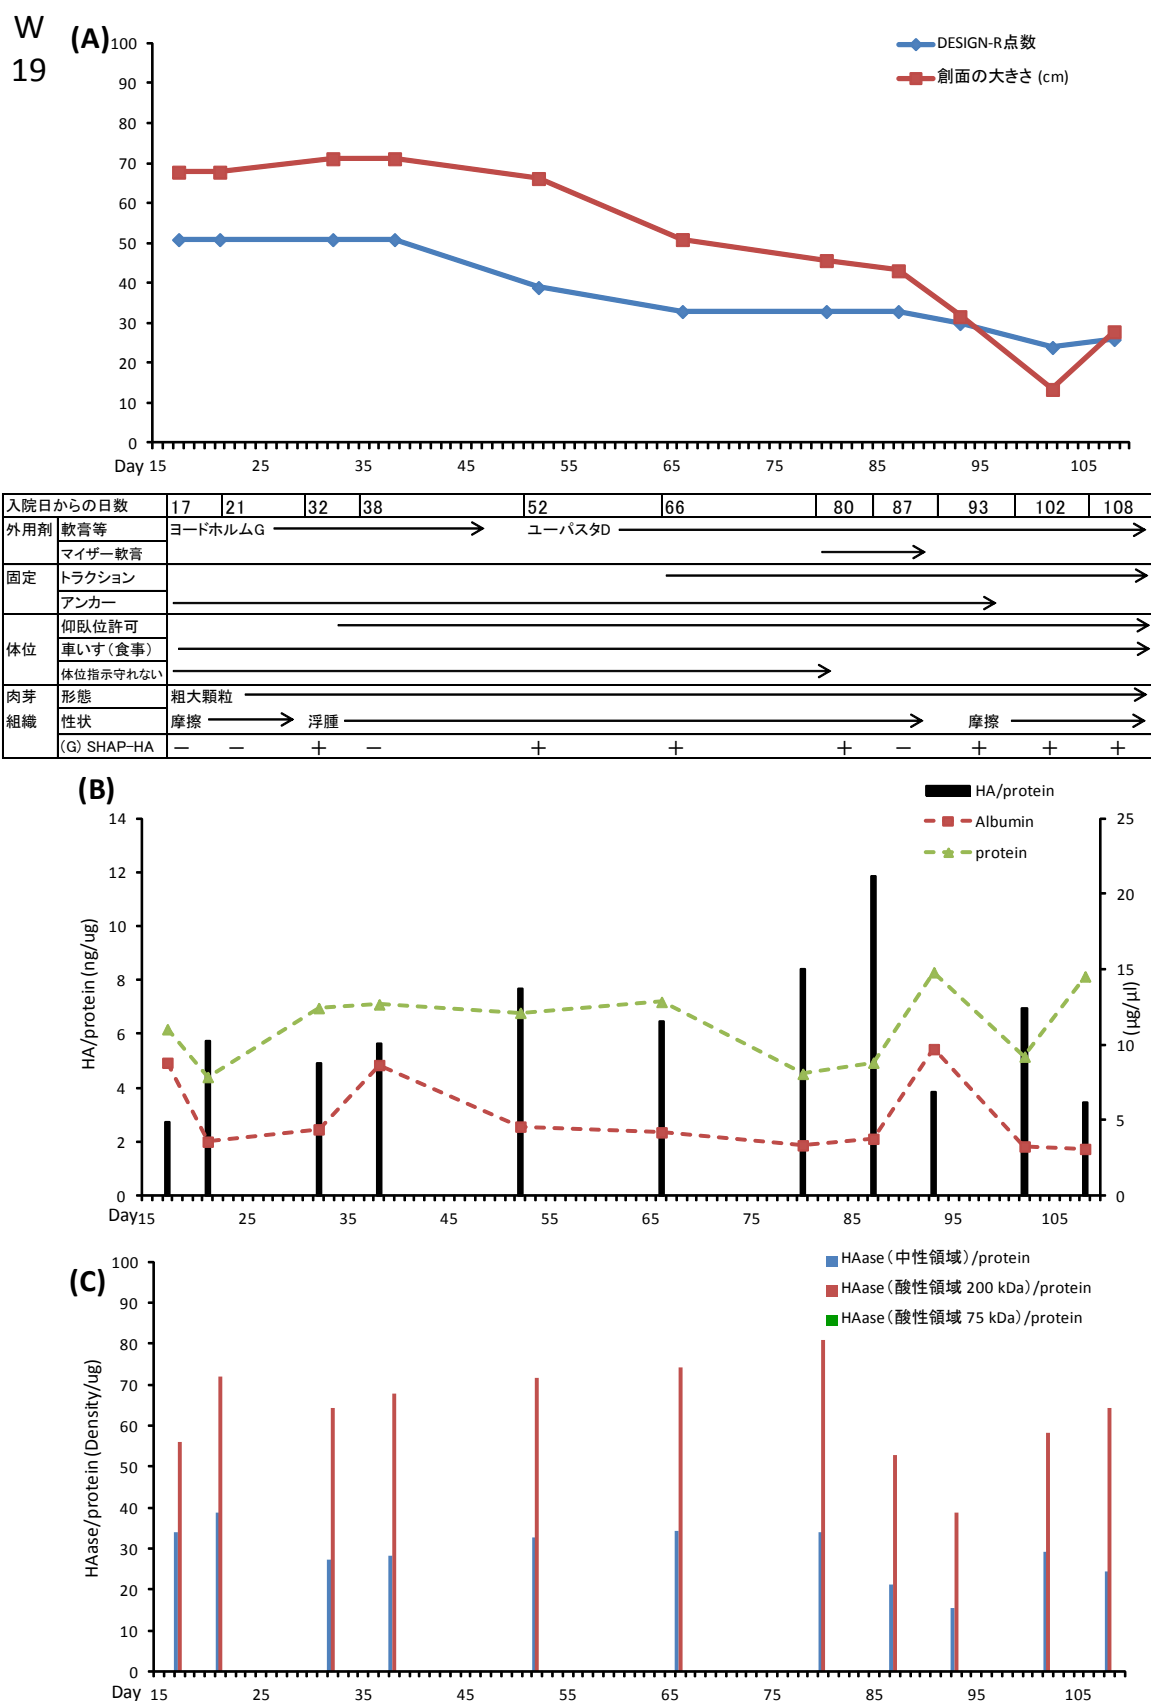 W
19
(A)
DESIGN-R点数
創面の大きさ (cm)
100
90
80
70
60
50
40
30
20
10
0
Day 15 25 35 45 55 65 75 85 95 105
入院日からの日数 17 21 32 38 52 66 80 87 93 102 108
外用剤 軟膏等 ヨードホルムG ユーパスタD
マイザー軟膏
固定 トラクション
アンカー
仰臥位許可
体位 車いす（食事）
体位指示守れない
肉芽 形態 粗大顆粒
組織 性状 摩擦 浮腫 摩擦
(G) SHAP-HA － － ＋ － ＋ ＋ ＋ － ＋ ＋ ＋
(B)
HA/protein
Albumin
protein
HA/protein (ng/ug)
14
12
10
8
6
4
2
0
25
20
15
10
5
0
(μg/μl)
Day 15 25 35 45 55 65 75 85 95 105
(C)
HAase（中性領域）/protein
HAase（酸性領域 200 kDa）/protein
HAase（酸性領域 75 kDa）/protein
HAase/protein (Density/ug)
100
90
80
70
60
50
40
30
20
10
0
Day 15 25 35 45 55 65 75 85 95 105